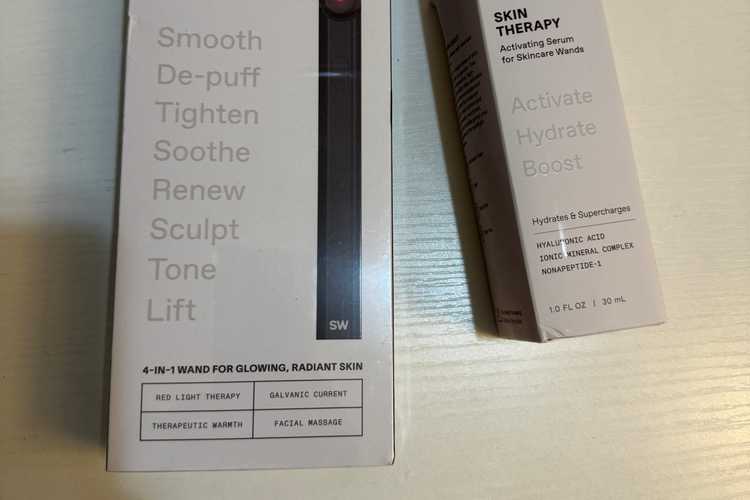 Smooth
De-puff
Tighten
Soothe
Renew
Sculpt
Tone
Lift
SW
4-IN-1 WAND FOR GLOWING, RADIANT SKIN
RED LIGHT THERAPY
GALVANIC CURRENT
THERAPEUTIC WARMTH
FACIAL MASSAGE
SKIN
THERAPY
Activating Serum
for Skincare Wands
Activate
Hydrate
Boost
Hydrates & Supercharges
HYALURONIC ACID
IONIC MINERAL COMPLEX
NONAPEPTIDE-1
1.0 FL OZ | 30 mL